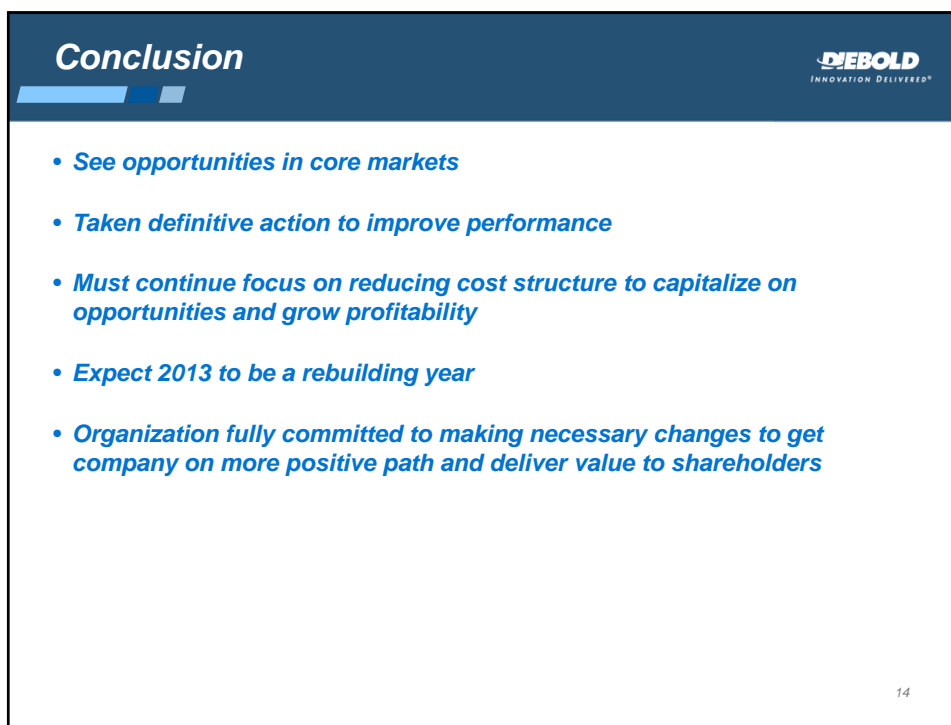 Conclusion
DIEBOLD
INNOVATION DELIVERED®
• See opportunities in core markets
• Taken definitive action to improve performance
• Must continue focus on reducing cost structure to capitalize on
opportunities and grow profitability
• Expect 2013 to be a rebuilding year
• Organization fully committed to making necessary changes to get
company on more positive path and deliver value to shareholders
14